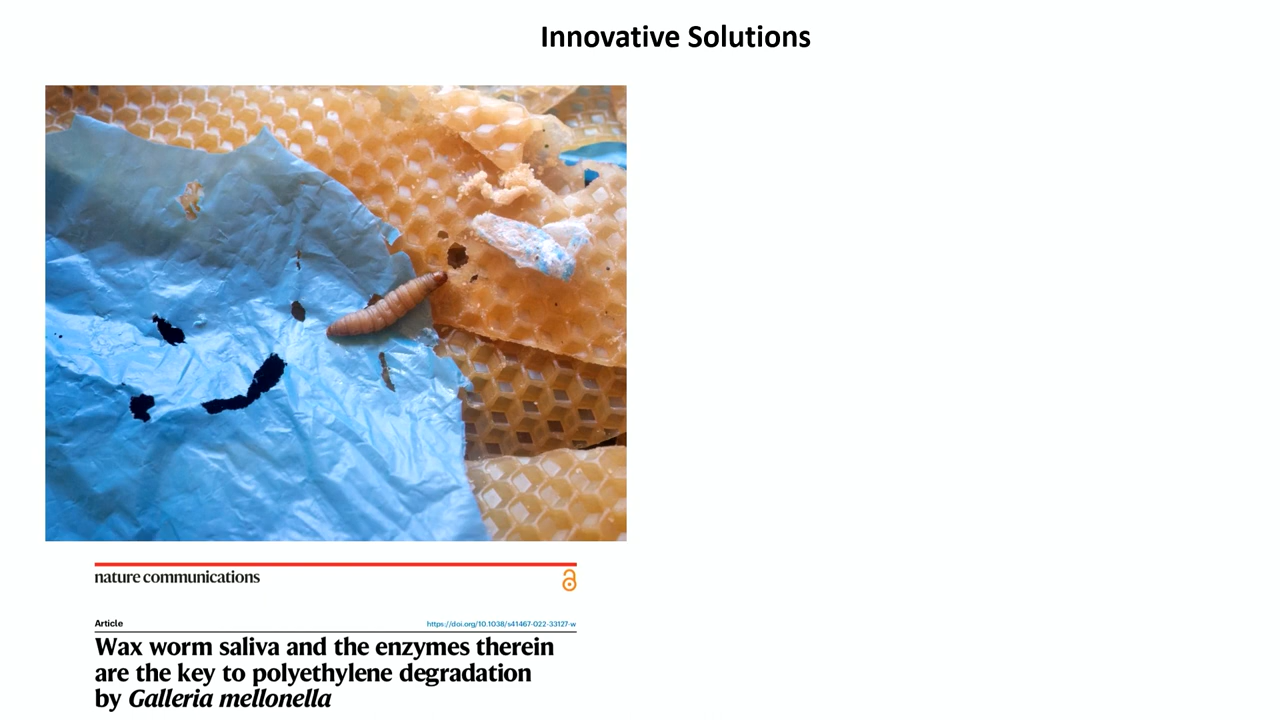 Innovative Solutions
nature communications
Article
https://doi.org/10.1038/s41467-022-33127-w
Wax worm saliva and the enzymes therein
are the key to polyethylene degradation
by Galleria mellonella